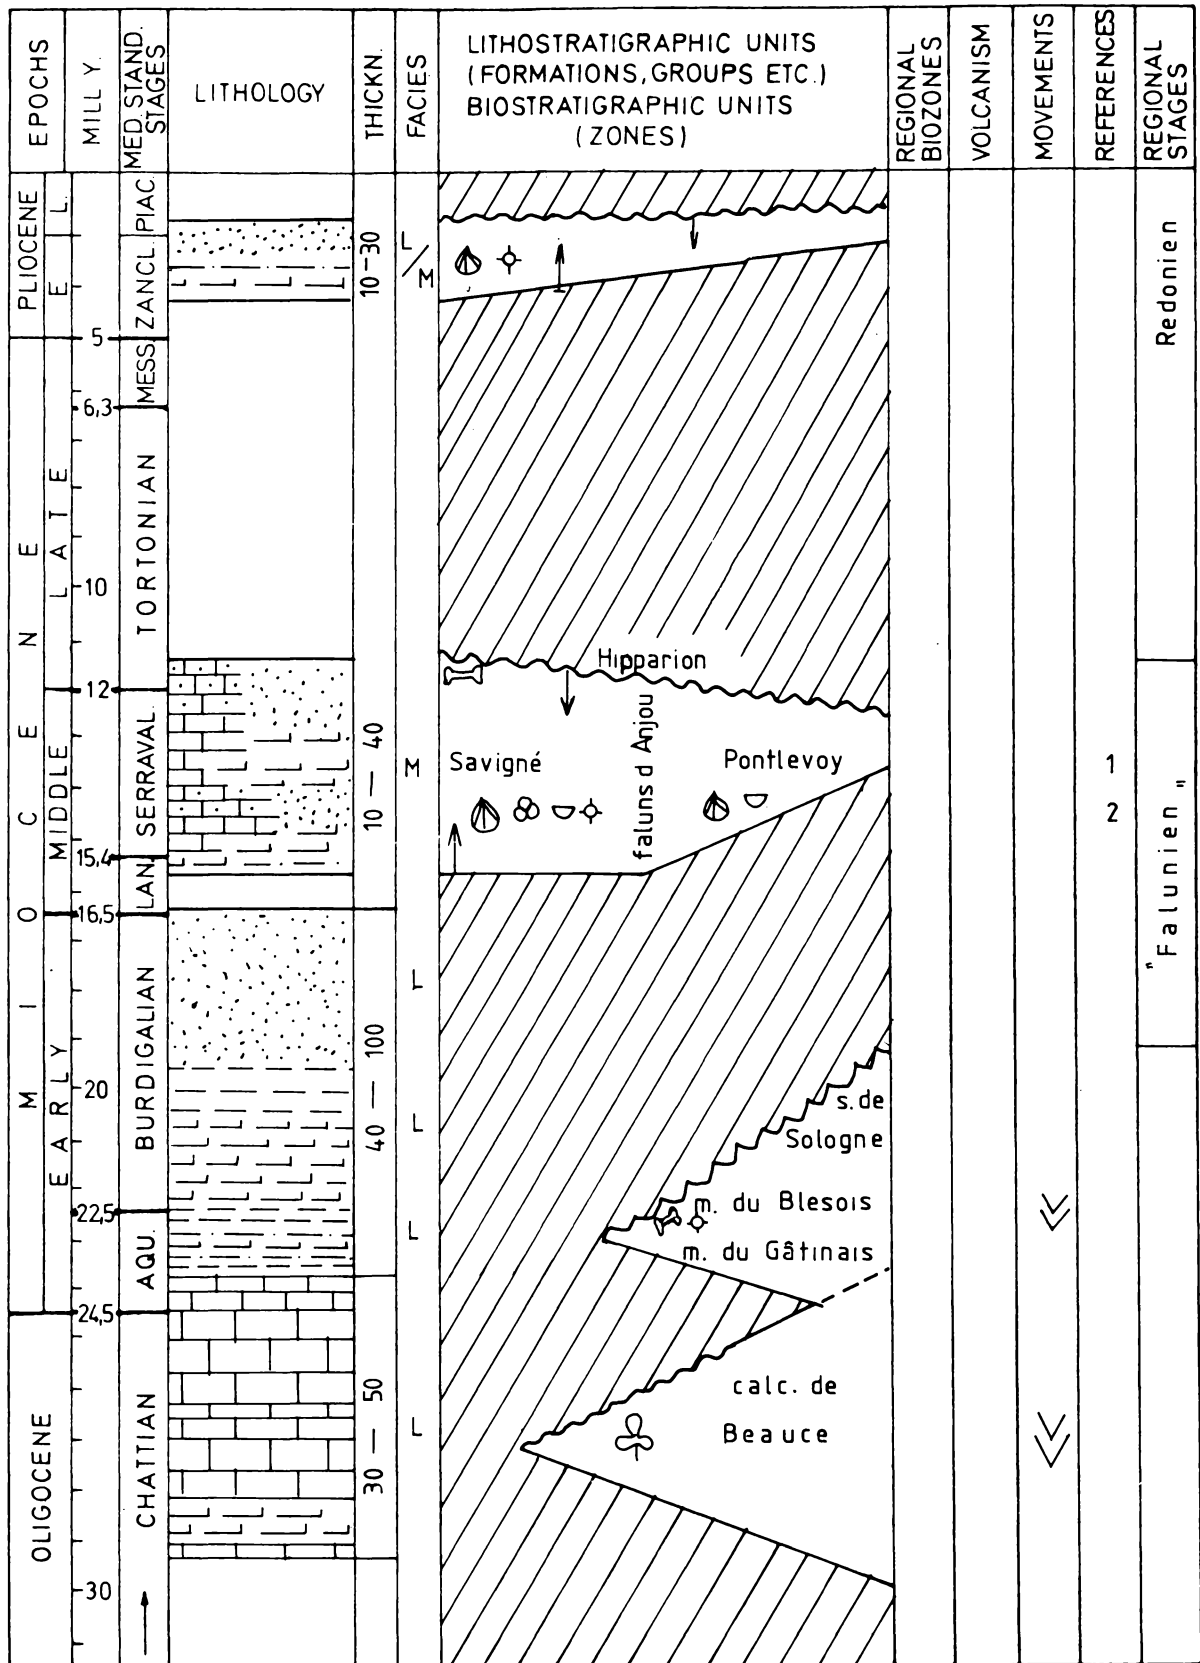 EPOCHS
MILL Y.
MED. STAND.
STAGES
LITHOLOGY
THICKN.
FACIES
LITHOSTRATIGRAPHIC UNITS
(FORMATIONS, GROUPS ETC.)
BIOSTRATIGRAPHIC UNITS
(ZONES)
REGIONAL
BIOZONES
VOLCANISM
MOVEMENTS
REFERENCES
REGIONAL
STAGES
PLIOCENE
L.
E
MIOCENE
LATE
MIDDLE
EARLY
OLIGOCENE
5
6,3
10
12
15,4
16,5
20
22,5
24,5
30
PIAC.
ZANCL.
MESS.
TORTONIAN
SERRAVAL.
LAN.
BURDIGALIAN
AQU.
CHATTIAN
10-30
10 — 40
40 — 100
30 — 50
L/M
M
L
L
L
L
Hipparion
Savigné
faluns d Anjou
Pontlevoy
s. de
Sologne
m. du Blesois
m. du Gâtinais
calc. de
Beauce
1
2
Redonien
"Falunien"